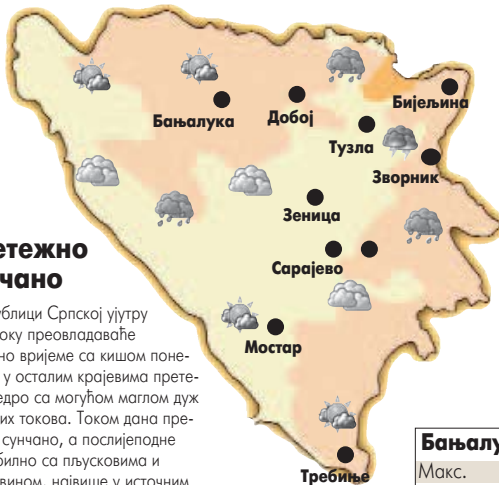 Бањалука
Добој
Бијељина
Тузла
Зворник
Зеница
Сарајево
Мостар
Требиње
етежно
чано
блици Српској ујутру
оку преовладаваће
но вријеме са кишом поне-
у осталим крајевима прете-
едро са могућом маглом дуж
их токова. Током дана пре-
сунчано, а послијеподне
билно са пљусковима и
вином, највише у источним
Бањалу
Макс.